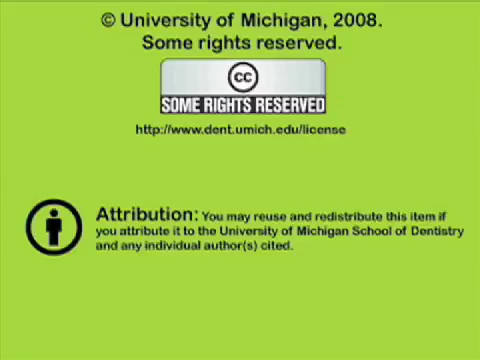 © University of Michigan, 2008.
Some rights reserved.
cc
SOME RIGHTS RESERVED
http://www.dent.umich.edu/license
Attribution: You may reuse and redistribute this item if
you attribute it to the University of Michigan School of Dentistry
and any individual author(s) cited.